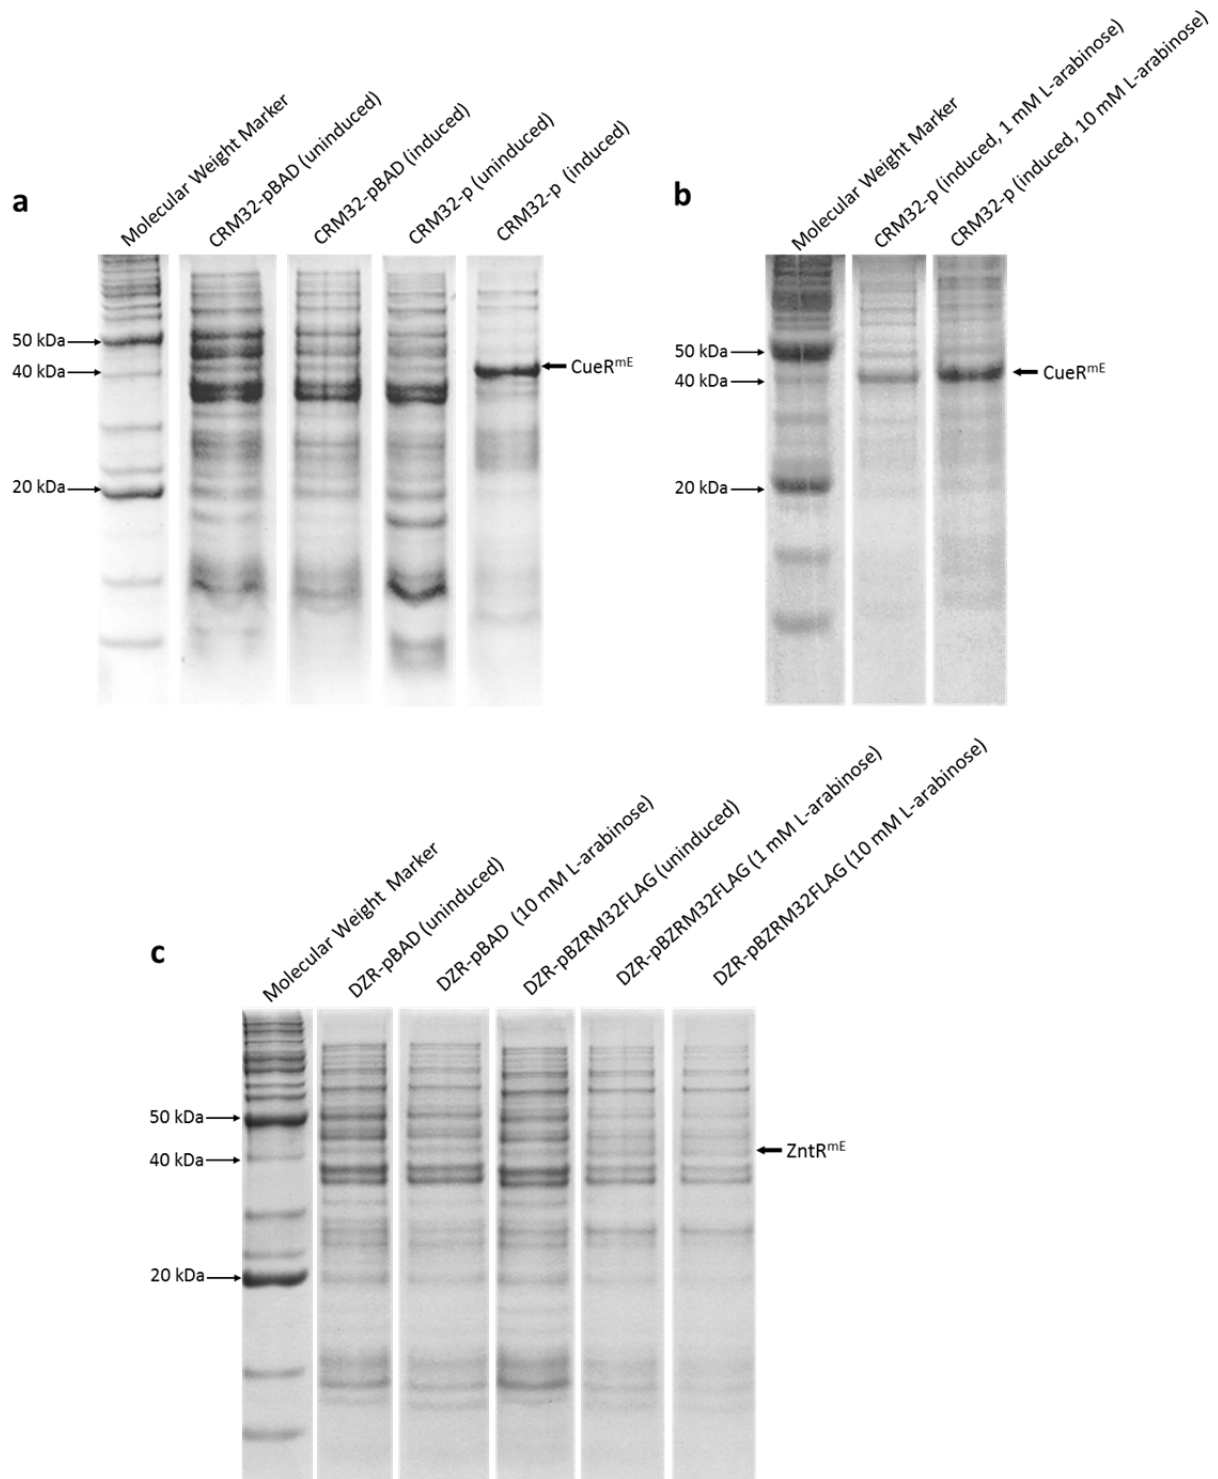 a
Molecular Weight Marker
CRM32-pBAD (uninduced)
CRM32-pBAD (induced)
CRM32-p (uninduced)
CRM32-p (induced)
50 kDa
40 kDa
20 kDa
CueR^mE
b
Molecular Weight Marker
CRM32-p (induced, 1 mM L-arabinose)
CRM32-p (induced, 10 mM L-arabinose)
50 kDa
40 kDa
20 kDa
CueR^mE
c
Molecular Weight Marker
DZR-pBAD (uninduced)
DZR-pBAD (10 mM L-arabinose)
DZR-pBZRM32FLAG (uninduced)
DZR-pBZRM32FLAG (1 mM L-arabinose)
DZR-pBZRM32FLAG (10 mM L-arabinose)
50 kDa
40 kDa
20 kDa
ZntR^mE